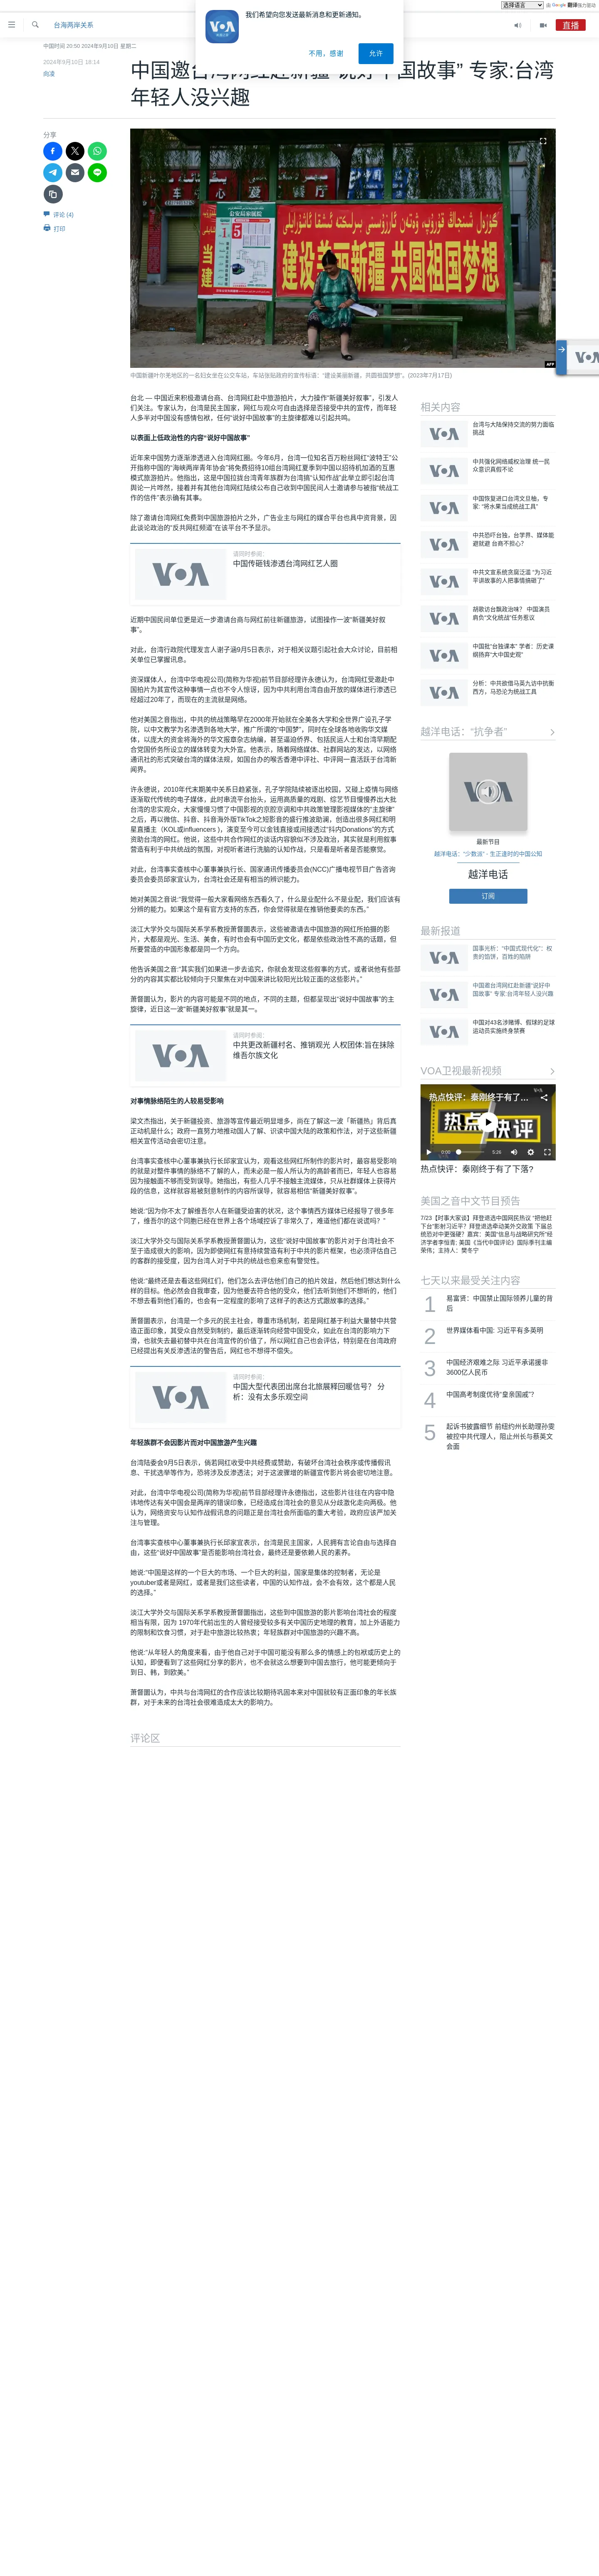 选择语言
由 Google 翻译强力驱动
台海两岸关系
直播
我们希望向您发送最新消息和更新通知。
不用，感谢
允许
中国时间 20:50 2024年9月10日 星期二
2024年9月10日 18:14
向凌
中国邀台湾网红赴新疆“说好中国故事” 专家:台湾
年轻人没兴趣
分享
评论 (4)
打印
建设美丽新疆 共圆祖国梦想
AFP
中国新疆叶尔羌地区的一名妇女坐在公交车站，车站张贴政府的宣传标语：“建设美丽新疆，共圆祖国梦想”。(2023年7月17日)
台北 — 中国近来积极邀请台商、台湾网红赴中旅游拍片，大力操作“新疆美好叙事”，引发人
们关注。专家认为，台湾是民主国家，网红与观众可自由选择是否接受中共的宣传，而年轻
人多半对中国没有感情包袱，任何“说好中国故事”的主旋律都难以引起共鸣。
以表面上低政治性的内容“说好中国故事”
近年来中国势力逐渐渗透进入台湾网红圈。今年6月，台湾一位知名百万粉丝网红“波特王”公
开指称中国的“海峡两岸青年协会”将免费招待10组台湾网红夏季到中国以招待机加酒的互惠
模式旅游拍片。他指出，这是中国拉拢台湾青年族群为台湾搞“认知作战”此举立即引起台湾
舆论一片哗然，接着并有其他台湾网红陆续公布自己收到中国民间人士邀请参与被指“统战工
作的信件”表示确有其事。
除了邀请台湾网红免费到中国旅游拍片之外，广告业主与网红的媒合平台也具中资背景，因
此谈论政治的“反共网红频道”在该平台不予显示。
请同时参阅：
中国传砸钱渗透台湾网红艺人圈
近期中国民间单位更是近一步邀请台商与网红前往新疆旅游，试图操作一波“新疆美好叙
事”。
对此，台湾行政院代理发言人谢子涵9月5日表示，对于相关议题引起社会大众讨论，目前相
关单位已掌握讯息。
资深媒体人，台湾中华电视公司(简称为华视)前节目部经理许永德认为，台湾网红受邀赴中
国拍片为其宣传这种事情一点也不令人惊讶，因为中共利用台湾自由开放的媒体进行渗透已
经超过20年了，而现在的主流就是网络。
他对美国之音指出，中共的统战策略早在2000年开始就在全美各大学和全世界广设孔子学
院，以中文教学为名渗透到各地大学，推广所谓的“中国梦”，同时在全球各地收购华文媒
体，以庞大的资金将海外的华文报章杂志纳编，甚至逼迫侨界、包括民运人士和台湾早期配
合党国侨务所设立的媒体转变为大外宣。他表示，随着网络媒体、社群网站的发达，以网络
通讯社的形式突破台湾的媒体法规，如国台办的喉舌香港中评社、中评网一直活跃于台湾新
闻界。
许永德说，2010年代末期美中关系日趋紧张，孔子学院陆续被逐出校园，又碰上疫情与网络
逐渐取代传统的电子媒体，此时串流平台抬头，运用高质量的戏剧、综艺节目慢慢养出大批
台湾的忠实观众，大家慢慢习惯了中国影视的京腔京调和中共政策管理影视媒体的“主旋律”
之后，再以微信、抖音、抖音海外版TikTok之短影音的盛行推波助澜，创造出很多网红和明
星直播主（KOL或influencers )，演变至今可以金钱直接或间接透过“抖内Donations”的方式
资助台湾的网红。他说，这些中共合作网红的谈话内容貌似不涉及政治，其实就是利用软叙事
营造有利于中共统战的氛围，对视听者进行洗脑的认知作战，只是看是听者是否能察觉。
对此，台湾事实查核中心董事兼执行长、国家通讯传播委员会(NCC)广播电视节目广告咨询
委员会委员邱家宜认为，台湾社会还是有相当的辨识能力。
她对美国之音说:“我觉得一般大家看网络东西看久了，什么是业配什么不是业配，我们应该有
分辨的能力。如果这个是有官方支持的东西，你会觉得就是在推销他要卖的东西。”
淡江大学外交与国际关系学系教授萧督圜表示，这些被邀请去中国旅游的网红所拍摄的影
片，大都是观光、生活、美食，有时也会有中国历史文化，都是依些政治性不高的话题，但
所要营造的中国形象都是同一个方向。
他告诉美国之音:“其实我们如果进一步去追究，你就会发现这些叙事的方式，或者说他有些部
分的内容其实都比较倾向于只聚焦在对中国来讲比较阳光比较正面的这些影片。”
萧督圜认为，影片的内容可能是不同的地点，不同的主题，但都呈现出“说好中国故事”的主
旋律，近日这一波“新疆美好叙事”就是其一。
请同时参阅：
中共更改新疆村名、推销观光 人权团体:旨在抹除
维吾尔族文化
对事情脉络陌生的人较易受影响
梁文杰指出，关于新疆投资、旅游等宣传最近明显增多，尚在了解这一波「新疆热」背后真
正动机是什么；政府一直努力地推动国人了解、识读中国大陆的政策和作法，对于这些新疆
相关宣传活动会密切注意。
台湾事实查核中心董事兼执行长邱家宜认为，观看这些网红所制作的影片时，最容易受影响
的就是对整件事情的脉络不了解的人，而未必是一般人所认为的高龄者而已，年轻人也容易
因为接触面不够而受到误导。她指出，有些人几乎不接触主流媒体，只从社群媒体上获得片
段的信息，这样就容易被刻意制作的内容所误导，就容易相信“新疆美好叙事”。
她说:“因为你不太了解维吾尔人在新疆受迫害的状况，这个事情西方媒体已经报导了很多年
了，维吾尔的这个同胞已经在世界上各个场域控诉了非常久了，难道他们都在说谎吗？”
淡江大学外交与国际关系学系教授萧督圜认为，这些“说好中国故事”的影片对于台湾社会不
至于造成很大的影响，因为即使网红有意持续营造有利于中共的影片框架，也必须评估自己
的客群的接受度，因为台湾人对于中共的统战也愈来愈有警觉性。
他说:“最终还是去看这些网红们，他们怎么去评估他们自己的拍片效益，然后他们想达到什么
样的目标。他必然会自我审查，因为他要去符合他的受众，他们去听到他们不想听的，他们
不想去看到他们看的，也会有一定程度的影响了这样子的表达方式跟故事的选择。”
萧督圜表示，台湾是一个多元的民主社会，尊重市场机制，若是网红基于利益大量替中共营
造正面印象，其受众自然受到制约，最后逐渐转向经营中国受众，如此在台湾的影响力下
滑，也就失去最初替中共在台湾宣传的价值了，所以网红自己也会评估，特别是在台湾政府
已经提出有关反渗透法的警告后，网红也不想得不偿失。
请同时参阅：
中国大型代表团出席台北旅展释回暖信号？ 分
析：没有太多乐观空间
年轻族群不会因影片而对中国旅游产生兴趣
台湾陆委会9月5日表示，倘若网红收受中共经费或赞助，有破坏台湾社会秩序或传播假讯
息、干扰选举等作为，恐将涉及反渗透法；对于这波骤增的新疆宣传影片将会密切地注意。
对此，台湾中华电视公司(简称为华视)前节目部经理许永德指出，这些影片往往在内容中隐
讳地传达有关中国会是两岸的错误印象，已经造成台湾社会的意见从分歧激化走向两极。他
认为，网络资安与认知作战假讯息的问题正是台湾社会所面临的重大考验，政府应该严加关
注与管理。
台湾事实查核中心董事兼执行长邱家宜表示，台湾是民主国家，人民拥有言论自由与选择自
由，这些“说好中国故事”是否能影响台湾社会，最终还是要依赖人民的素养。
她说:“中国是这样的一个巨大的市场、一个巨大的利益，国家是集体的控制者，无论是
youtuber或者是网红，或者是我们这些读者，中国的认知作战，会不会有效，这个都是人民
的选择。”
淡江大学外交与国际关系学系教授萧督圜指出，这些到中国旅游的影片影响台湾社会的程度
相当有限，因为 1970年代前出生的人曾经接受较多有关中国历史地理的教育，加上外语能力
的限制和饮食习惯，对于赴中旅游比较热衷；年轻族群对中国旅游的兴趣不高。
他说:“从年轻人的角度来看，由于他自己对于中国可能没有那么多的情感上的包袱或历史上的
认知，即便看到了这些网红分享的影片，也不会就这么想要到中国去旅行，他可能更倾向于
到日、韩，到欧美。”
萧督圜认为，中共与台湾网红的合作应该比较期待巩固本来对中国就较有正面印象的年长族
群，对于未来的台湾社会很难造成太大的影响力。
评论区
相关内容
台湾与大陆保持交流的努力面临
挑战
中共强化网络威权治理 统一民
众意识真假不论
中国恢复进口台湾文旦柚，专
家: “将水果当成统战工具”
中共恐吓台独，台学界、媒体能
避就避 台商不担心?
中共文宣系统贪腐泛滥 “为习近
平讲故事的人把事情搞砸了”
胡歌访台飘政治味？ 中国演员
肩负“文化统战”任务惹议
中国批“台独课本” 学者：历史课
纲扬弃“大中国史观”
分析：中共欲借马英九访中抗衡
西方，马恐沦为统战工具
越洋电话：“抗争者”
最新节目
越洋电话：“少数派” - 生正逢时的中国公知
越洋电话
订阅
最新报道
国事光析：“中国式现代化”：权
贵的馅饼，百姓的陷阱
中国邀台湾网红赴新疆“说好中
国故事” 专家:台湾年轻人没兴趣
中国对43名涉赌博、假球的足球
运动员实施终身禁赛
VOA卫视最新视频
热点快评：秦刚终于有了…
0:00
5:26
热点快评：秦刚终于有了下落?
美国之音中文节目预告
7/23【时事大家谈】拜登退选中国网民热议 “把他赶
下台”影射习近平？拜登退选牵动美外交政策 下届总
统恐对中更强硬？嘉宾：美国“信息与战略研究所”经
济学者李恒青; 美国《当代中国评论》国际季刊主编
荣伟；主持人：樊冬宁
七天以来最受关注内容
1
易富贤：中国禁止国际领养儿童的背
后
2
世界媒体看中国: 习近平有多英明
3
中国经济艰难之际 习近平承诺援非
3600亿人民币
4
中国高考制度优待“皇亲国戚”?
5
起诉书披露细节 前纽约州长助理孙雯
被控中共代理人，阻止州长与蔡英文
会面